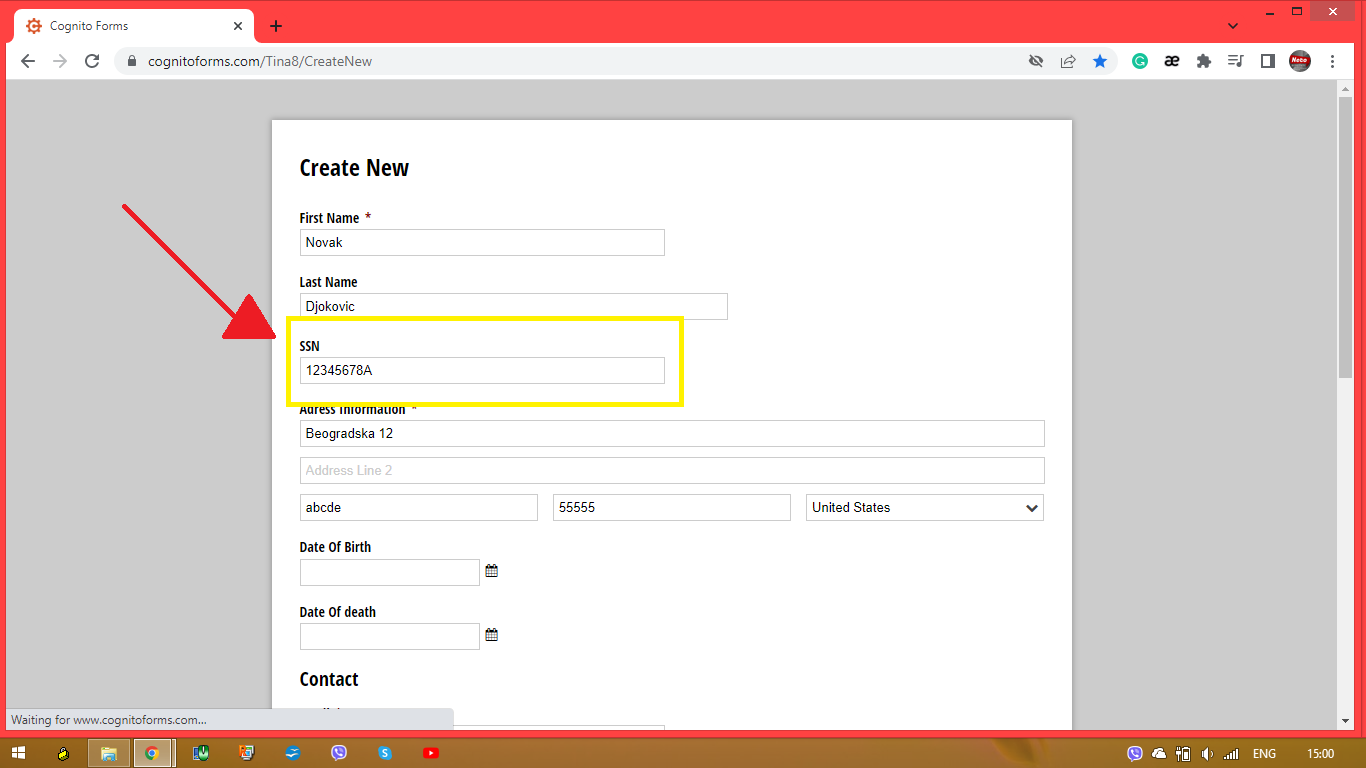 Cognito Forms
cognitoforms.com/Tina8/CreateNew
Create New
First Name *
Novak
Last Name
Djokovic
SSN
12345678A
Adress Information *
Beogradska 12
Address Line 2
abcde 55555 United States
Date Of Birth
Date Of death
Contact
Waiting for www.cognitoforms.com...
ENG 15:00